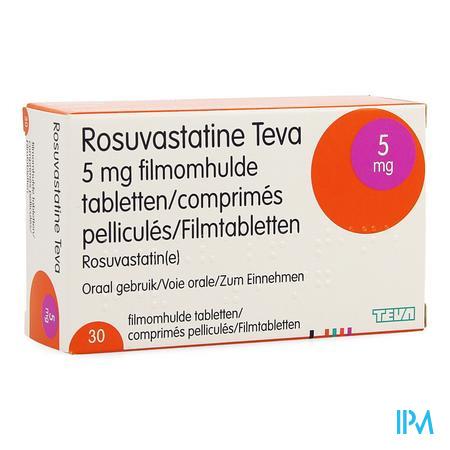 Rosuvastatine Teva
5 mg filmomhulde
tabletten/comprimés
pelliculés/Filmtabletten
Rosuvastatin(e)
Oraal gebruik/Voie orale/Zum Einnehmen
30
filmomhulde tabletten/
comprimés pelliculés/Filmtabletten
5
mg
TEVA
Rosuvastatine Teva
5
mg
30
IPM